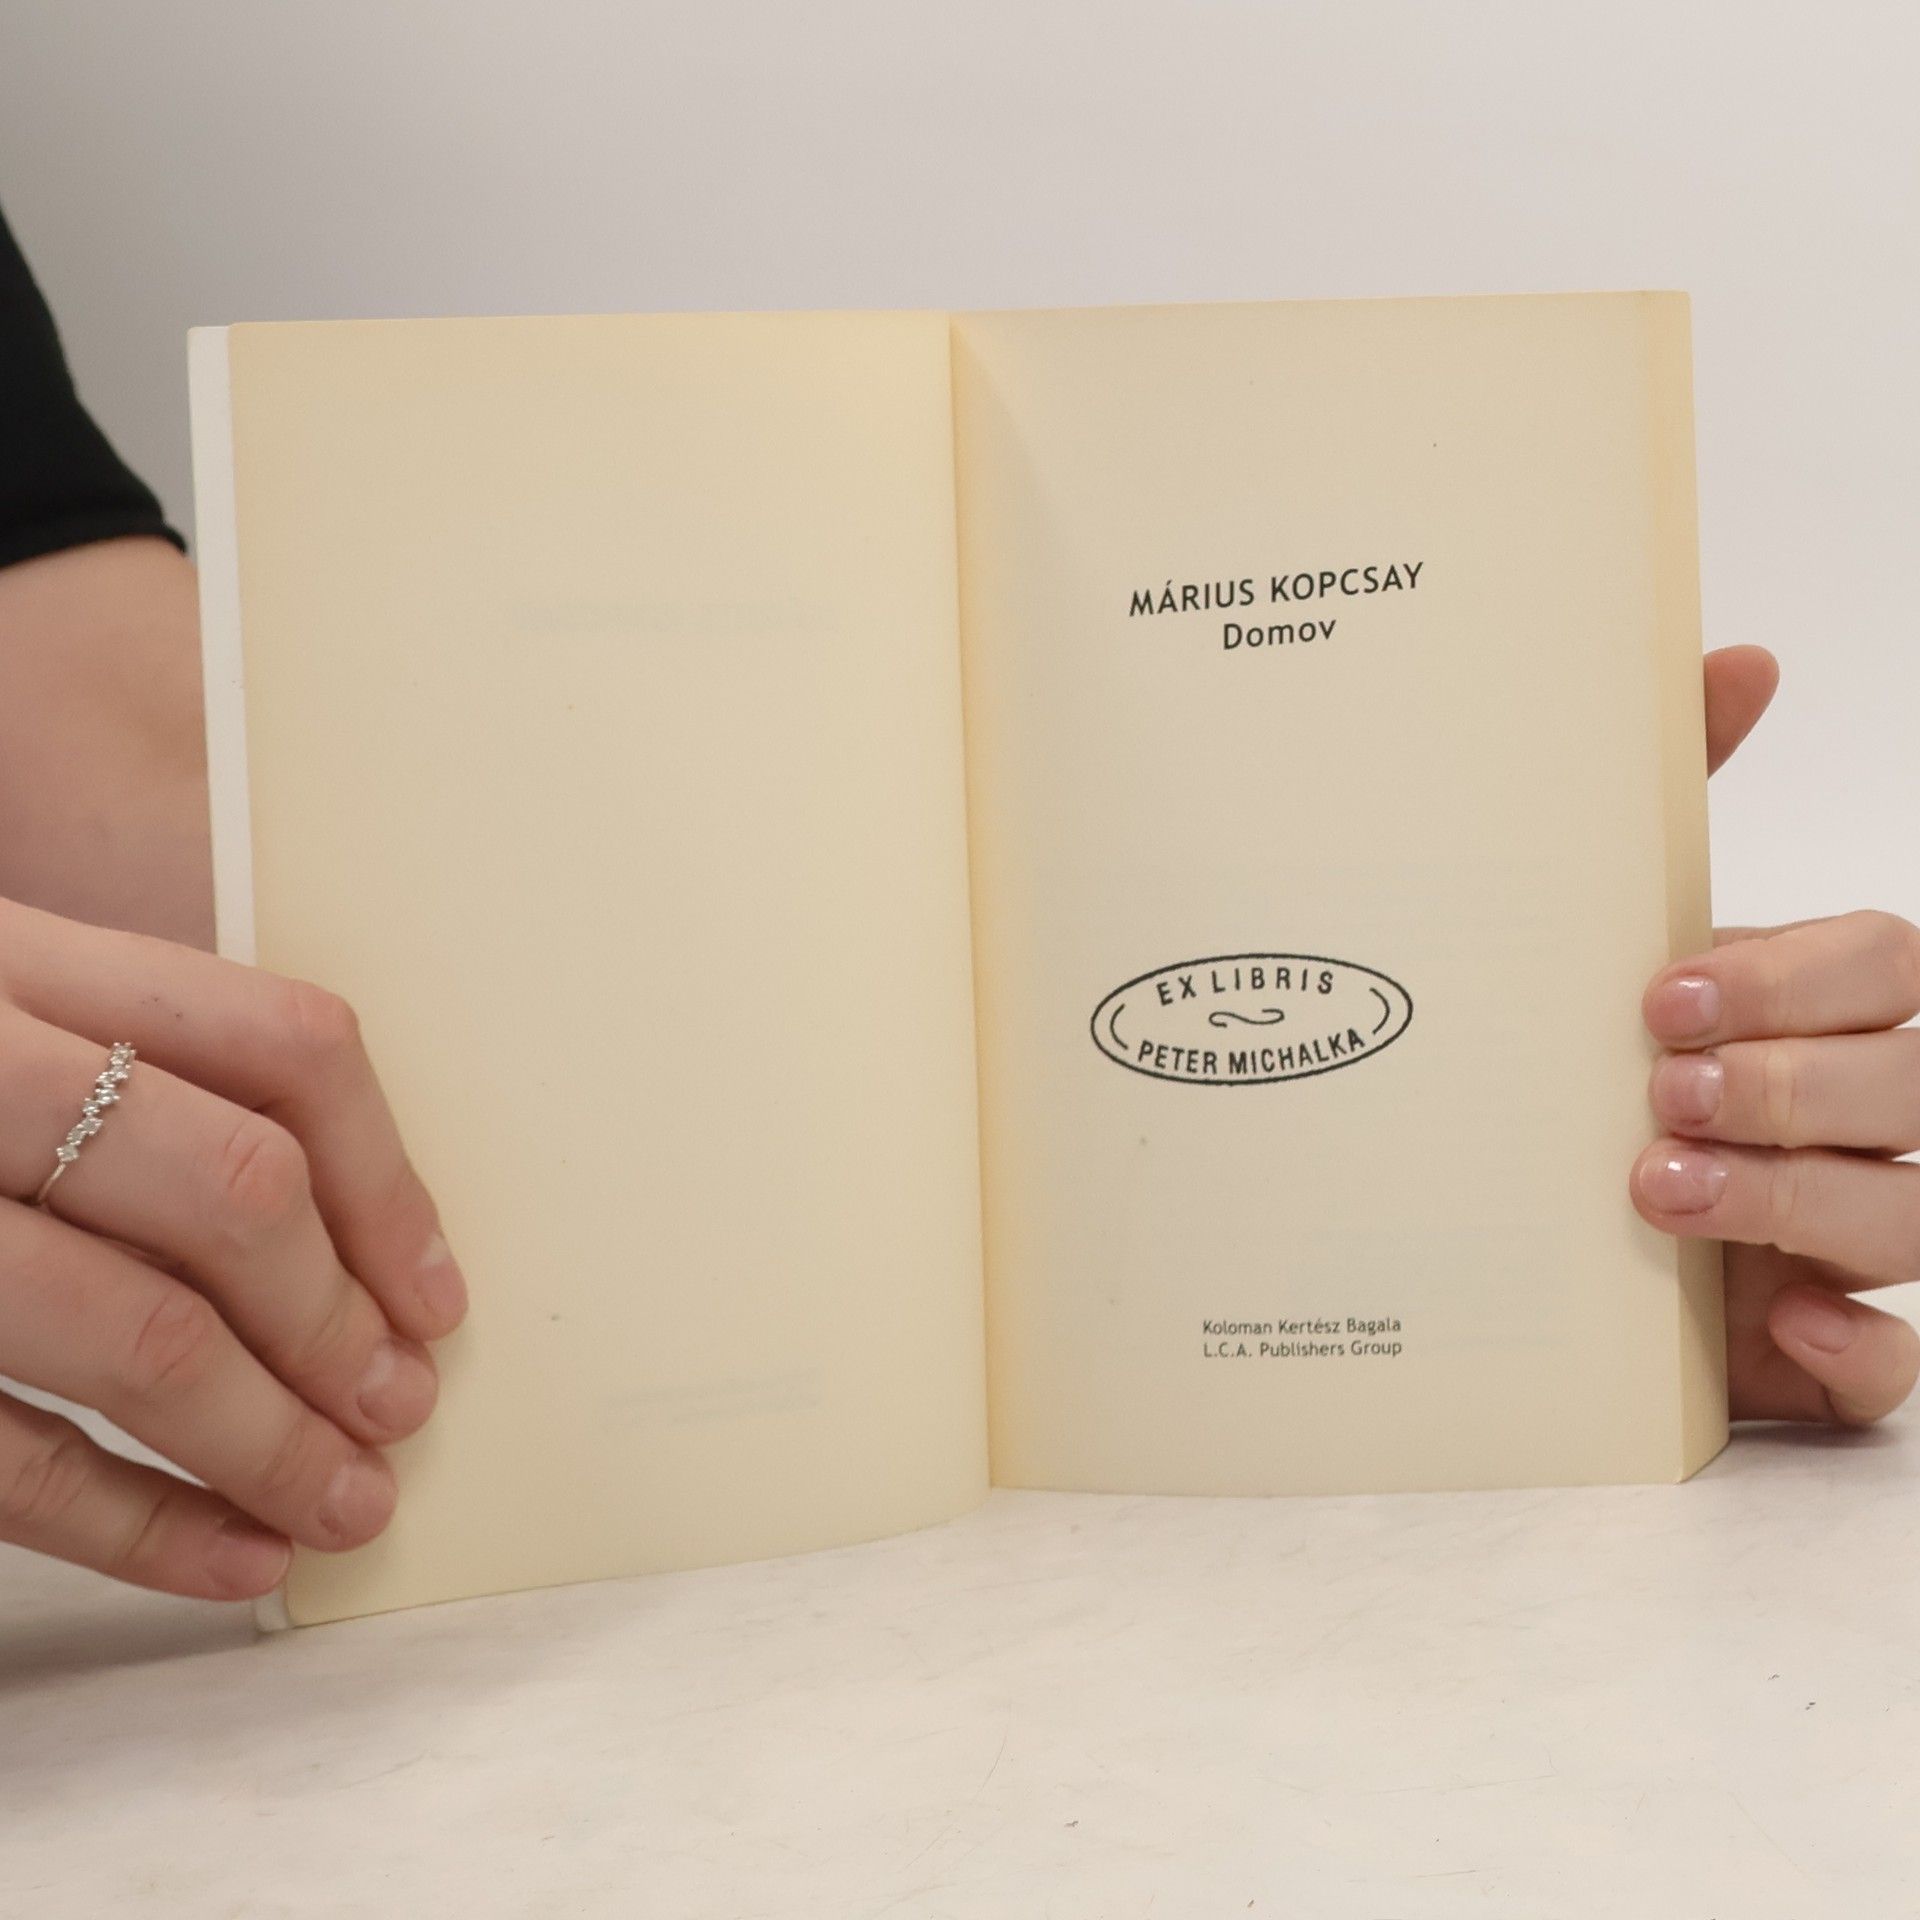 MÁRIUS KOPCSAY
Domov
EX LIBRIS
PETER MICHALKA
Koloman Kertész Bagala
L.C.A. Publishers Group